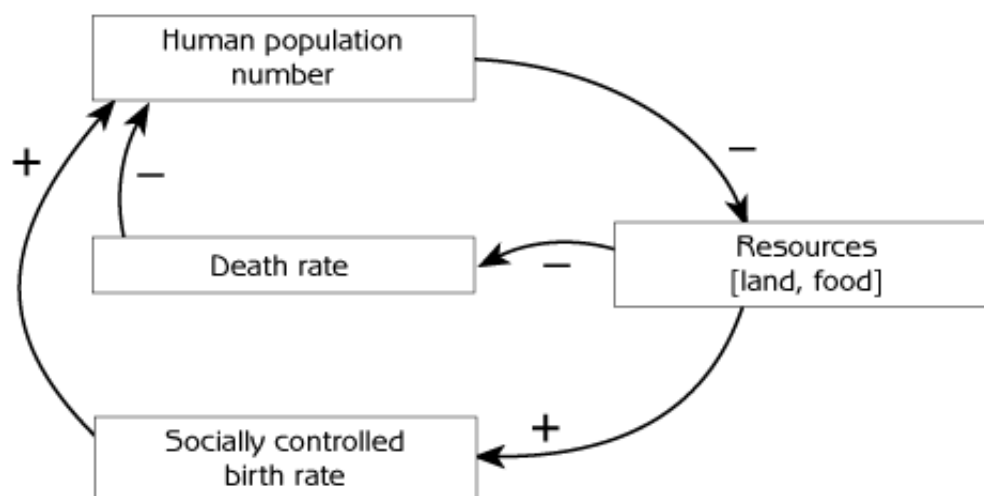 Human population
number
+
−
−
Resources
[land, food]
Death rate
−
+
Socially controlled
birth rate